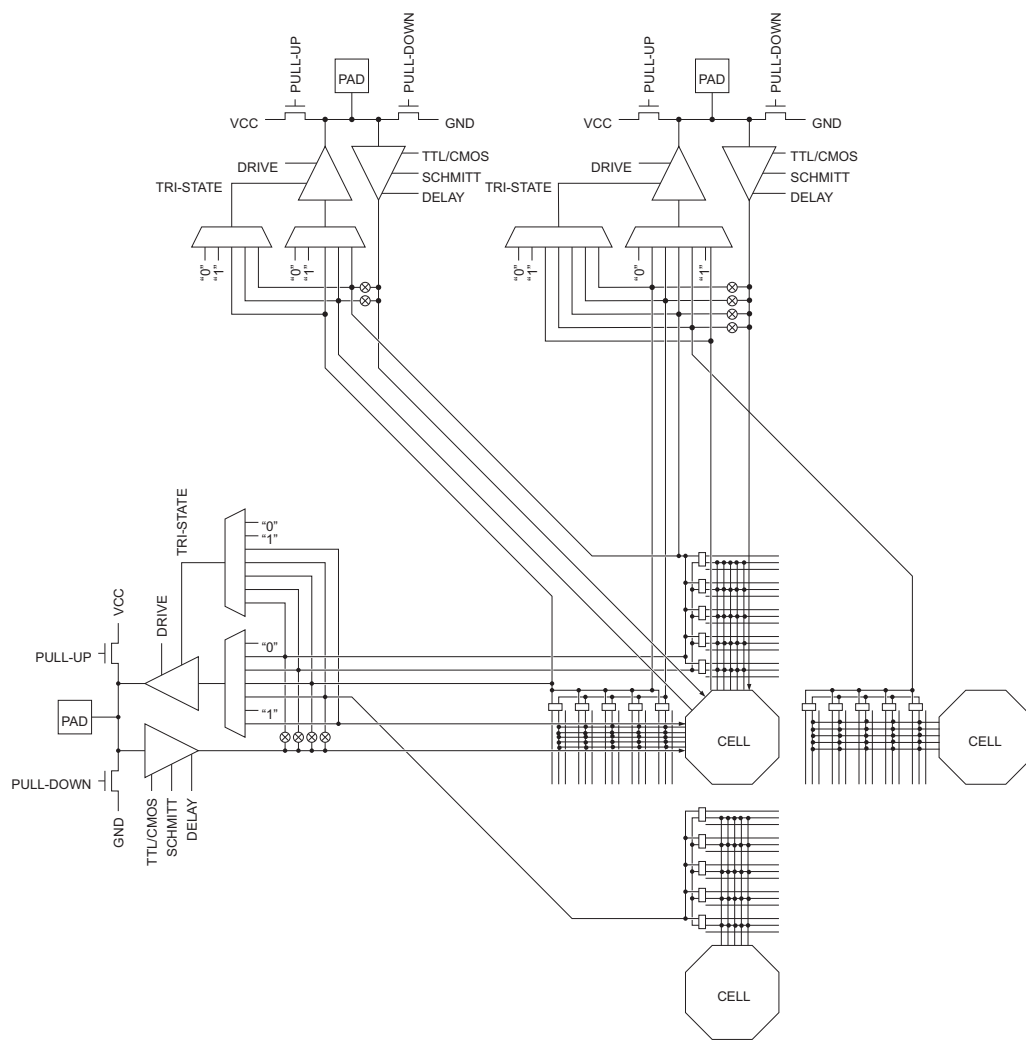 PULL-UP
PAD
PULL-DOWN
VCC
GND
DRIVE
TTL/CMOS
SCHMITT
DELAY
TRI-STATE
"0"
"1"
"0"
"1"
PULL-UP
PAD
PULL-DOWN
VCC
GND
DRIVE
TTL/CMOS
SCHMITT
DELAY
TRI-STATE
"0"
"1"
"0"
"1"
TRI-STATE
"0"
"1"
VCC
DRIVE
PULL-UP
"0"
PAD
"1"
PULL-DOWN
GND
TTL/CMOS
SCHMITT
DELAY
CELL
CELL
CELL